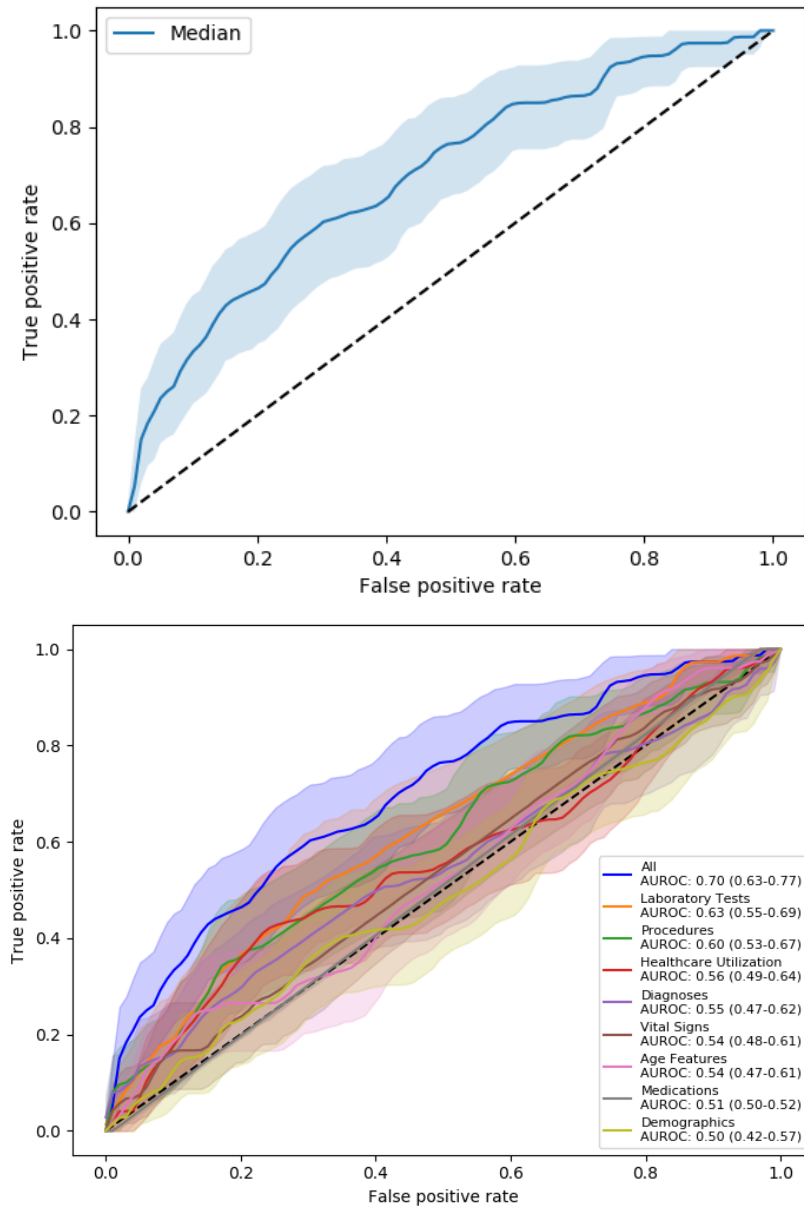 Median
1.0
0.8
0.6
0.4
0.2
0.0
True positive rate
0.0 0.2 0.4 0.6 0.8 1.0
False positive rate
1.0
0.8
0.6
0.4
0.2
0.0
True positive rate
All
AUROC: 0.70 (0.63-0.77)
Laboratory Tests
AUROC: 0.63 (0.55-0.69)
Procedures
AUROC: 0.60 (0.53-0.67)
Healthcare Utilization
AUROC: 0.56 (0.49-0.64)
Diagnoses
AUROC: 0.55 (0.47-0.62)
Vital Signs
AUROC: 0.54 (0.48-0.61)
Age Features
AUROC: 0.54 (0.47-0.61)
Medications
AUROC: 0.51 (0.50-0.52)
Demographics
AUROC: 0.50 (0.42-0.57)
0.0 0.2 0.4 0.6 0.8 1.0
False positive rate